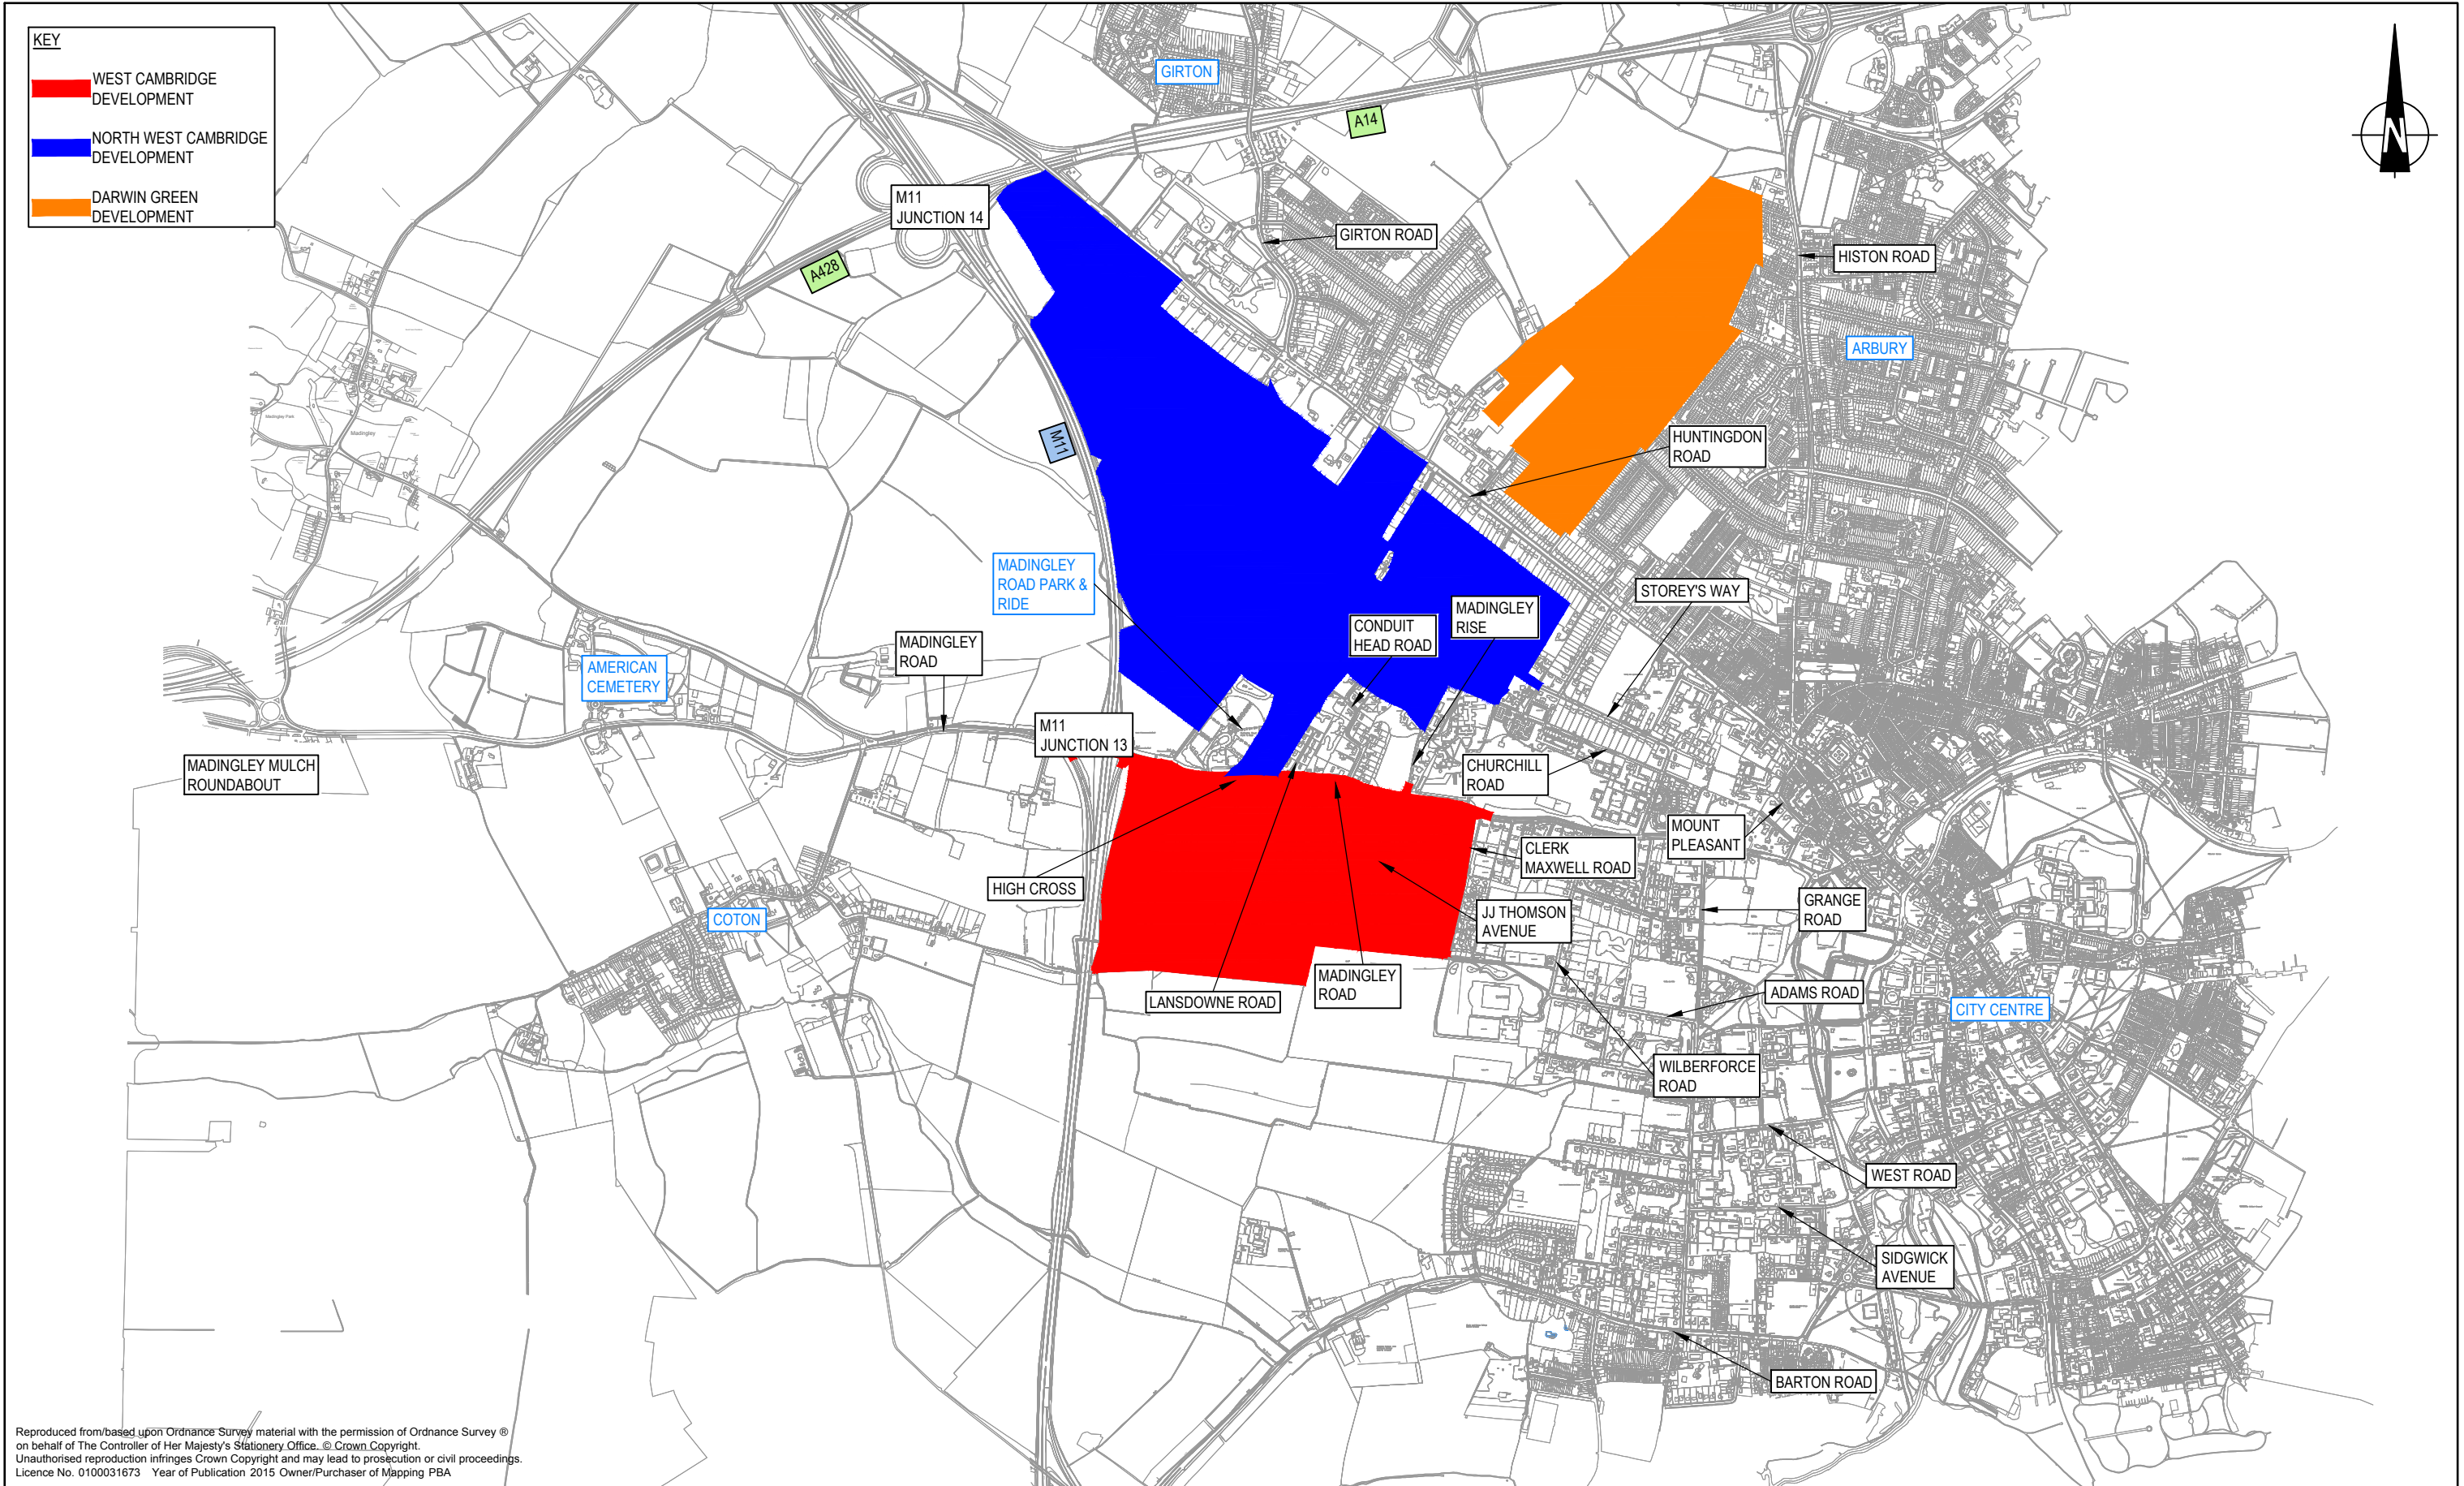 KEY
WEST CAMBRIDGE
DEVELOPMENT
NORTH WEST CAMBRIDGE
DEVELOPMENT
DARWIN GREEN
DEVELOPMENT
GIRTON
A14
N
M11
JUNCTION 14
GIRTON ROAD
HISTON ROAD
A428
ARBURY
Madingley Park
Madingley
M11
HUNTINGDON
ROAD
MADINGLEY
ROAD PARK &
RIDE
STOREY'S WAY
MADINGLEY
RISE
CONDUIT
HEAD ROAD
MADINGLEY
ROAD
AMERICAN
CEMETERY
M11
JUNCTION 13
MADINGLEY MULCH
ROUNDABOUT
CHURCHILL
ROAD
MOUNT
PLEASANT
CLERK
MAXWELL ROAD
HIGH CROSS
GRANGE
ROAD
COTON
JJ THOMSON
AVENUE
MADINGLEY
ROAD
LANSDOWNE ROAD
ADAMS ROAD
CITY CENTRE
WILBERFORCE
ROAD
WEST ROAD
SIDGWICK
AVENUE
BARTON ROAD
Reproduced from/based upon Ordnance Survey material with the permission of Ordnance Survey ®
on behalf of The Controller of Her Majesty's Stationery Office. © Crown Copyright.
Unauthorised reproduction infringes Crown Copyright and may lead to prosecution or civil proceedings.
Licence No. 0100031673 Year of Publication 2015 Owner/Purchaser of Mapping PBA